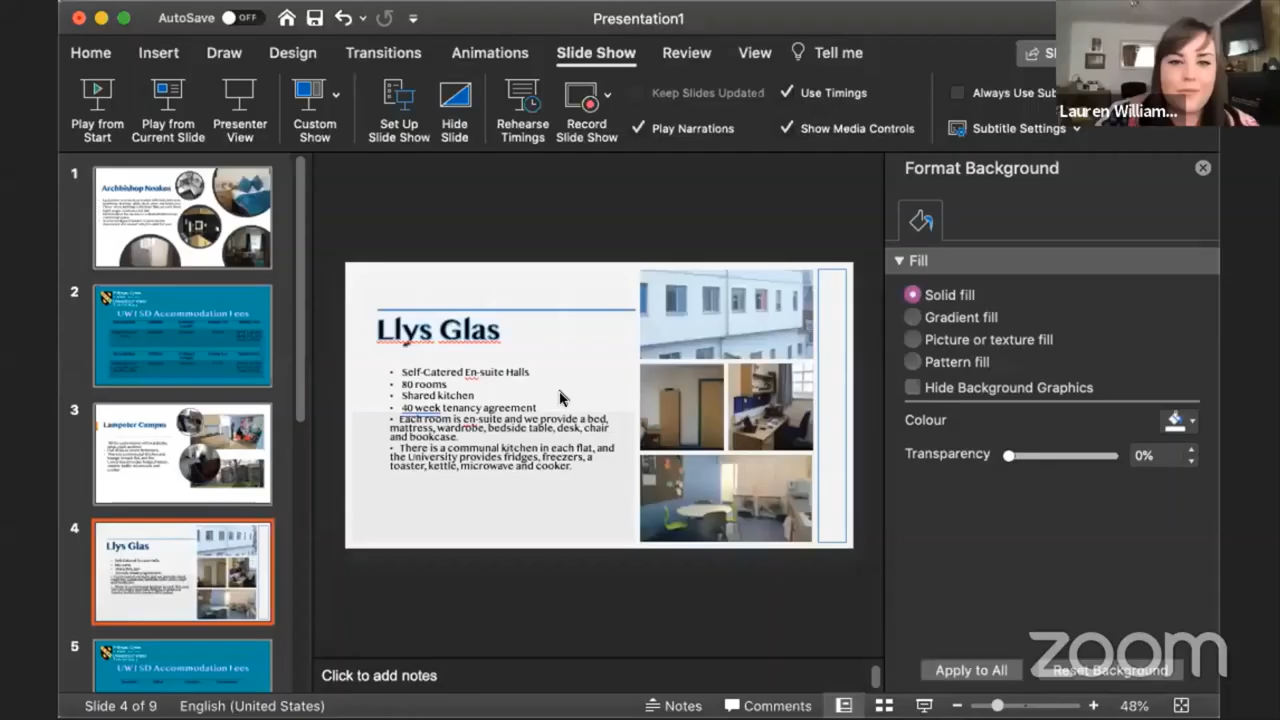 AutoSave OFF
Presentation1
Home Insert Draw Design Transitions Animations Slide Show Review View Tell me
Play from Start
Play from Current Slide
Presenter View
Custom Show
Set Up Slide Show
Hide Slide
Rehearse Timings
Record Slide Show
Keep Slides Updated
Use Timings
Play Narrations
Show Media Controls
Always Use Sub
Subtitle Settings
Lauren William...
1
Archbishop Noakes
2
UWTSD Accommodation Fees
3
Lampeter Campus
4
Llys Glas
5
UWTSD Accommodation Fees
Llys Glas
• Self-Catered En-suite Halls
• 80 rooms
• Shared kitchen
• 40 week tenancy agreement
• Each room is en-suite and we provide a bed,
mattress, wardrobe, bedside table, desk, chair
and bookcase.
• There is a communal kitchen in each flat, and
the University provides fridges, freezers, a
toaster, kettle, microwave and cooker.
Format Background
Fill
Solid fill
Gradient fill
Picture or texture fill
Pattern fill
Hide Background Graphics
Colour
Transparency 0%
Apply to All
Reset Background
zoom
Click to add notes
Slide 4 of 9 English (United States) Notes Comments 48%